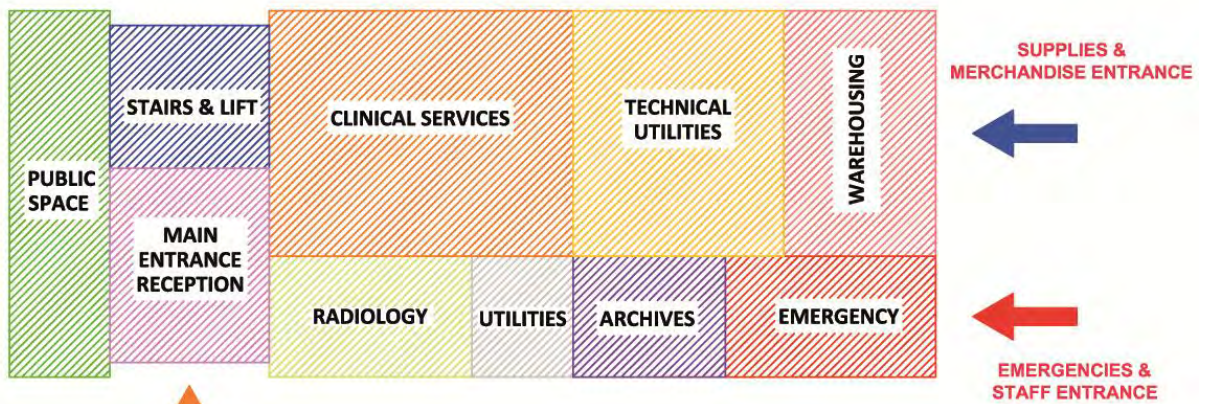 PUBLIC
SPACE
STAIRS & LIFT
MAIN
ENTRANCE
RECEPTION
CLINICAL SERVICES
RADIOLOGY
UTILITIES
TECHNICAL
UTILITIES
ARCHIVES
WAREHOUSING
EMERGENCY
SUPPLIES &
MERCHANDISE ENTRANCE
EMERGENCIES &
STAFF ENTRANCE